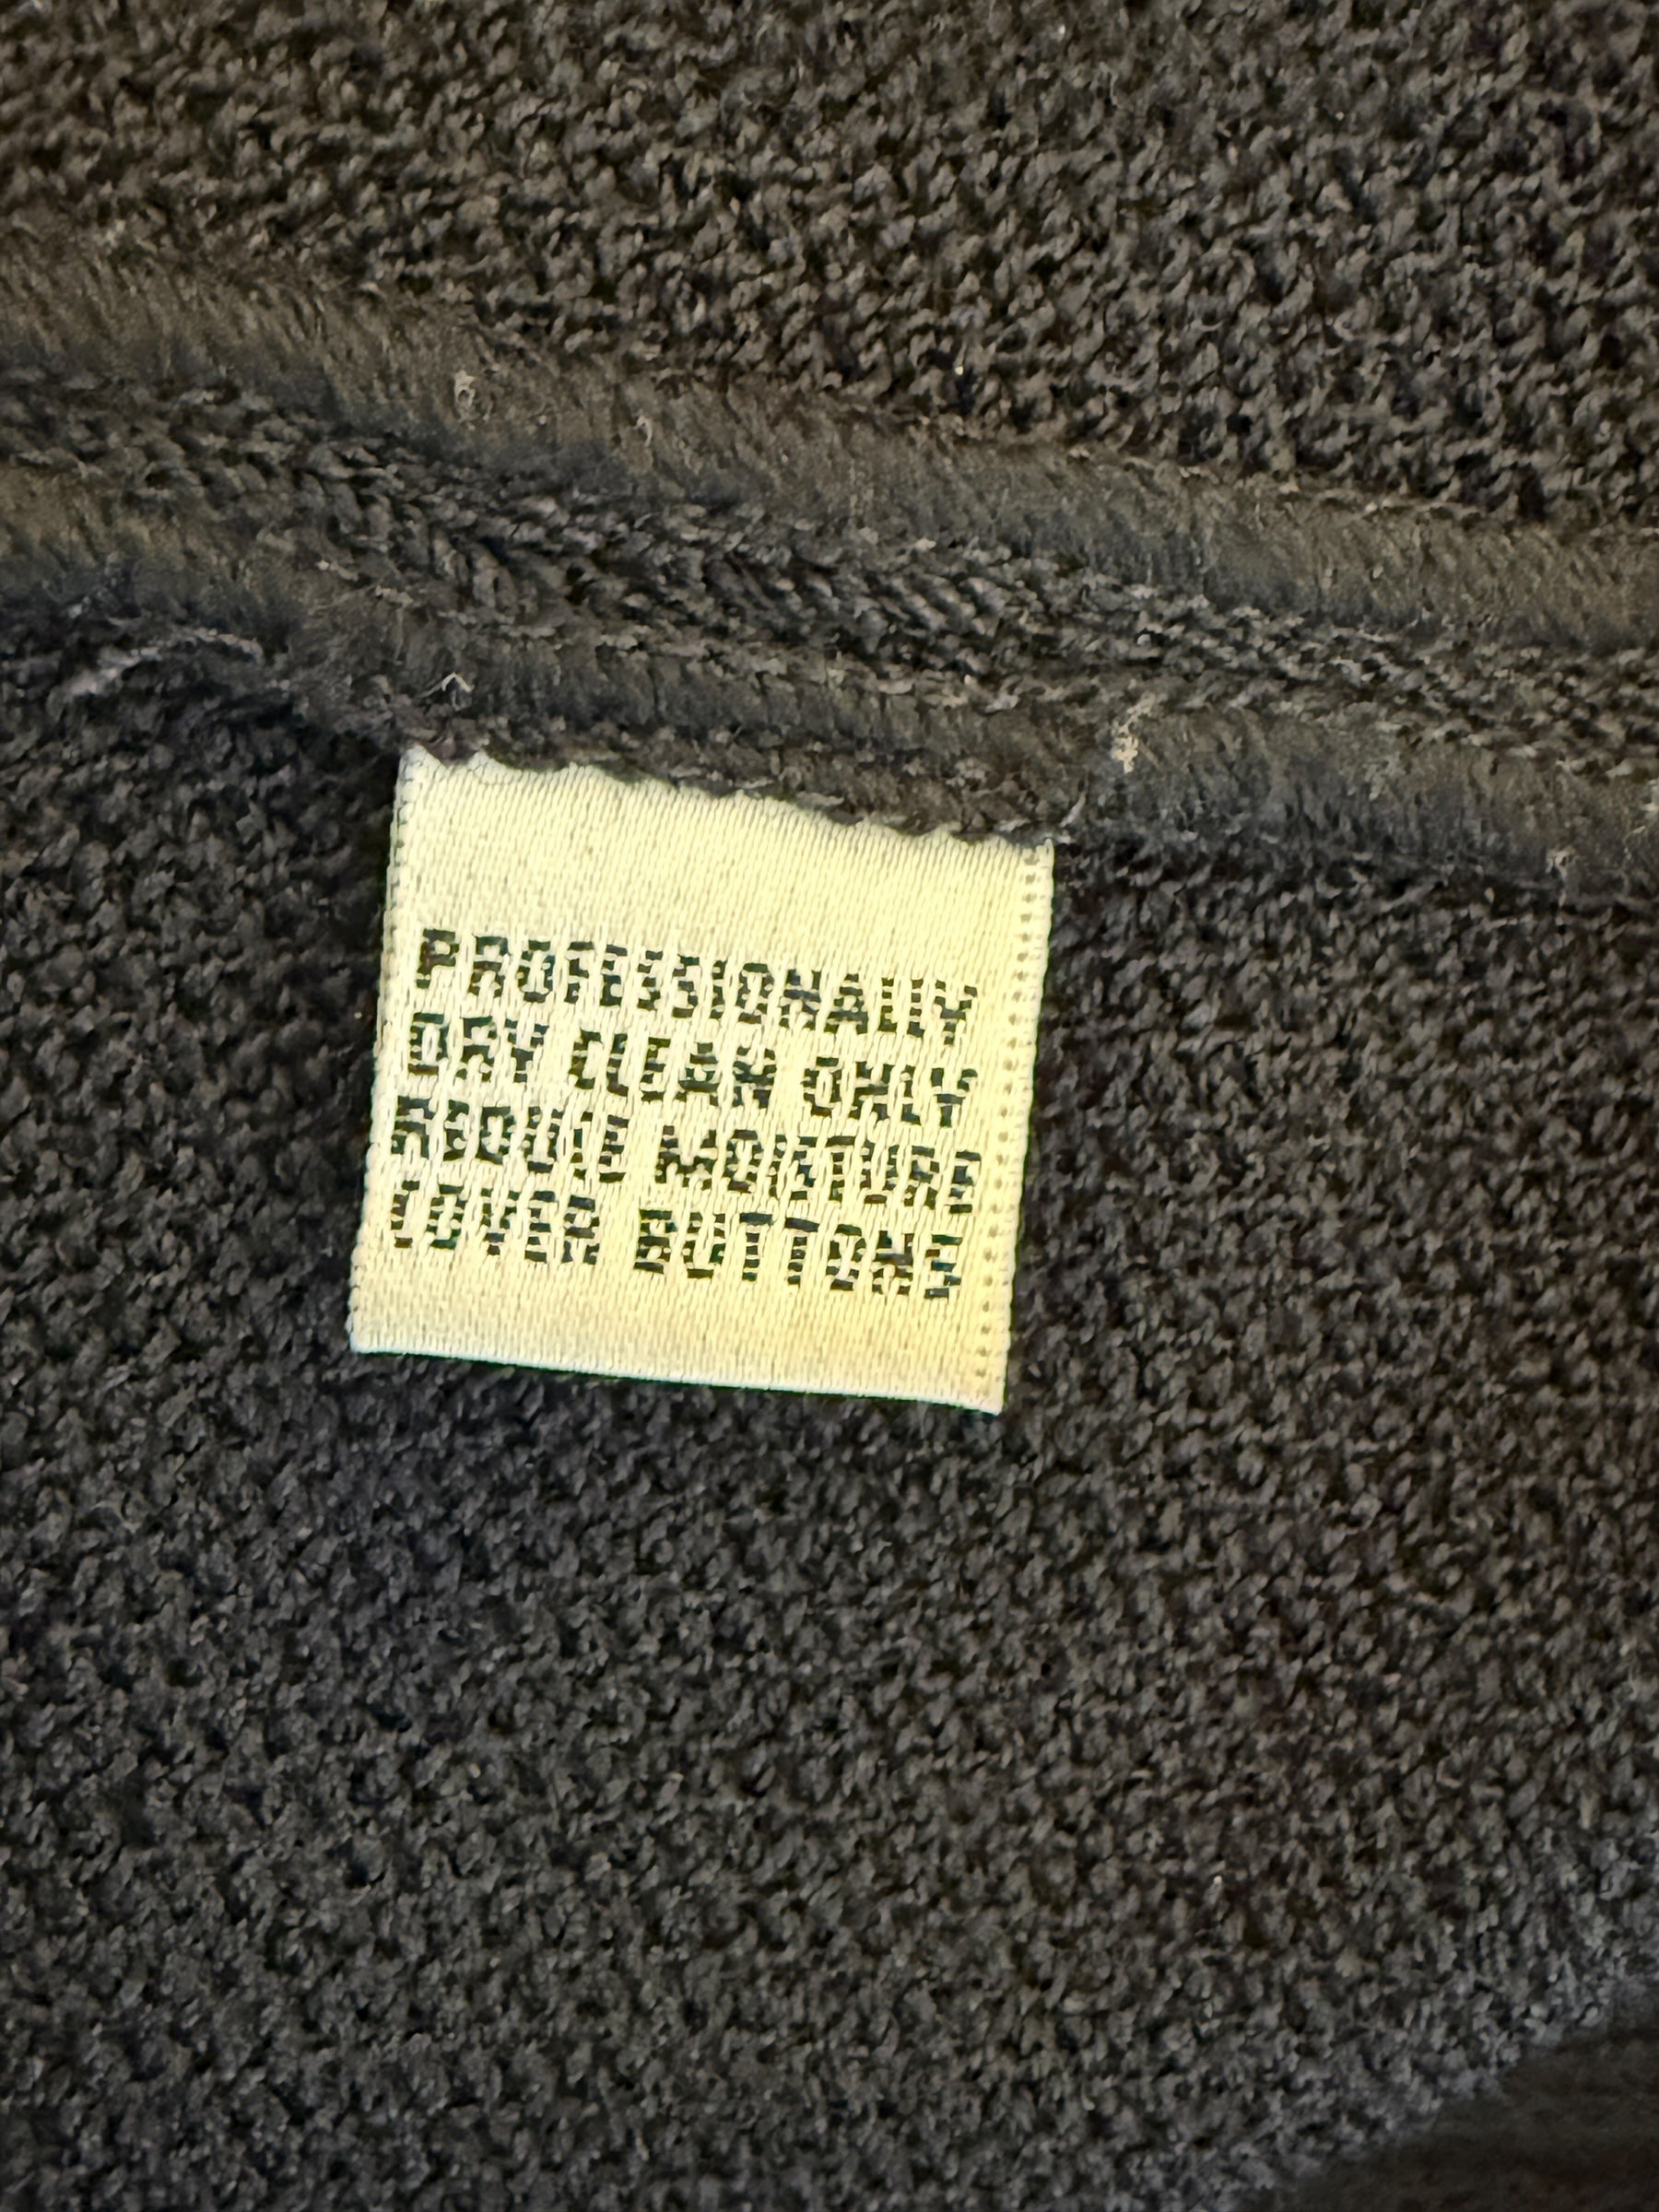 PROFESSIONALLY
DRY CLEAN ONLY
REDUCE MOISTURE
COVER BUTTONS